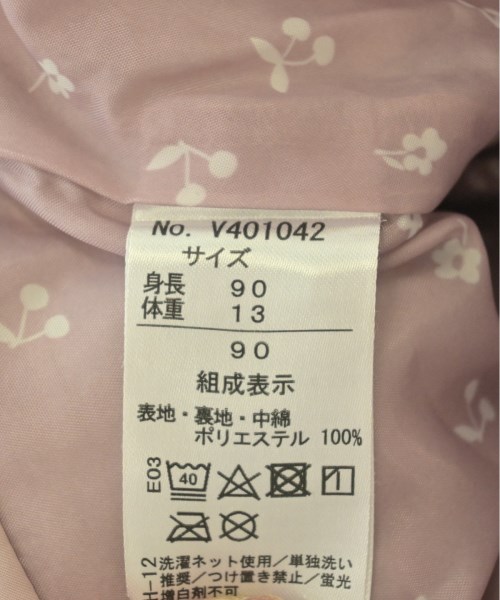 No. V401042
サイズ
身長 90
体重 13
90
組成表示
表地・裏地・中綿
ポリエステル 100%
E03
40
H-12
洗濯ネット使用/単独洗い
推奨/つけ置き禁止/蛍光
増白剤不可